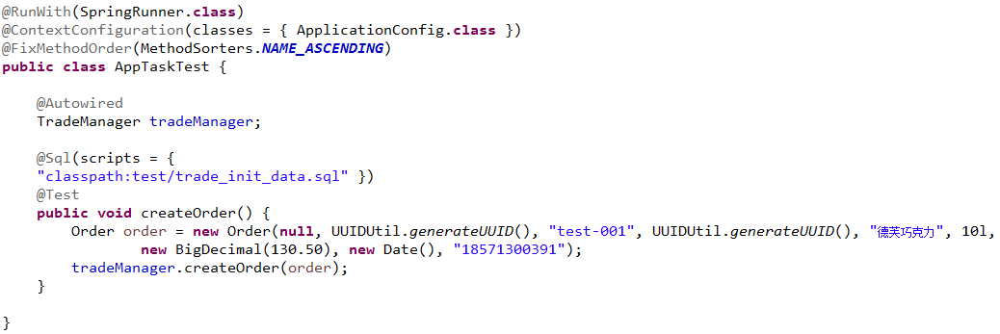 @RunWith(SpringRunner.class)
@ContextConfiguration(classes = { ApplicationConfig.class })
@FixMethodOrder(MethodSorters.NAME_ASCENDING)
public class AppTaskTest {
@Autowired
TradeManager tradeManager;
@Sql(scripts = {
"classpath:test/trade_init_data.sql" })
@Test
public void createOrder() {
Order order = new Order(null, UUIDUtil.generateUUID(), "test-001", UUIDUtil.generateUUID(), "德芙巧克力", 10l,
new BigDecimal(130.50), new Date(), "18571300391");
tradeManager.createOrder(order);
}
}